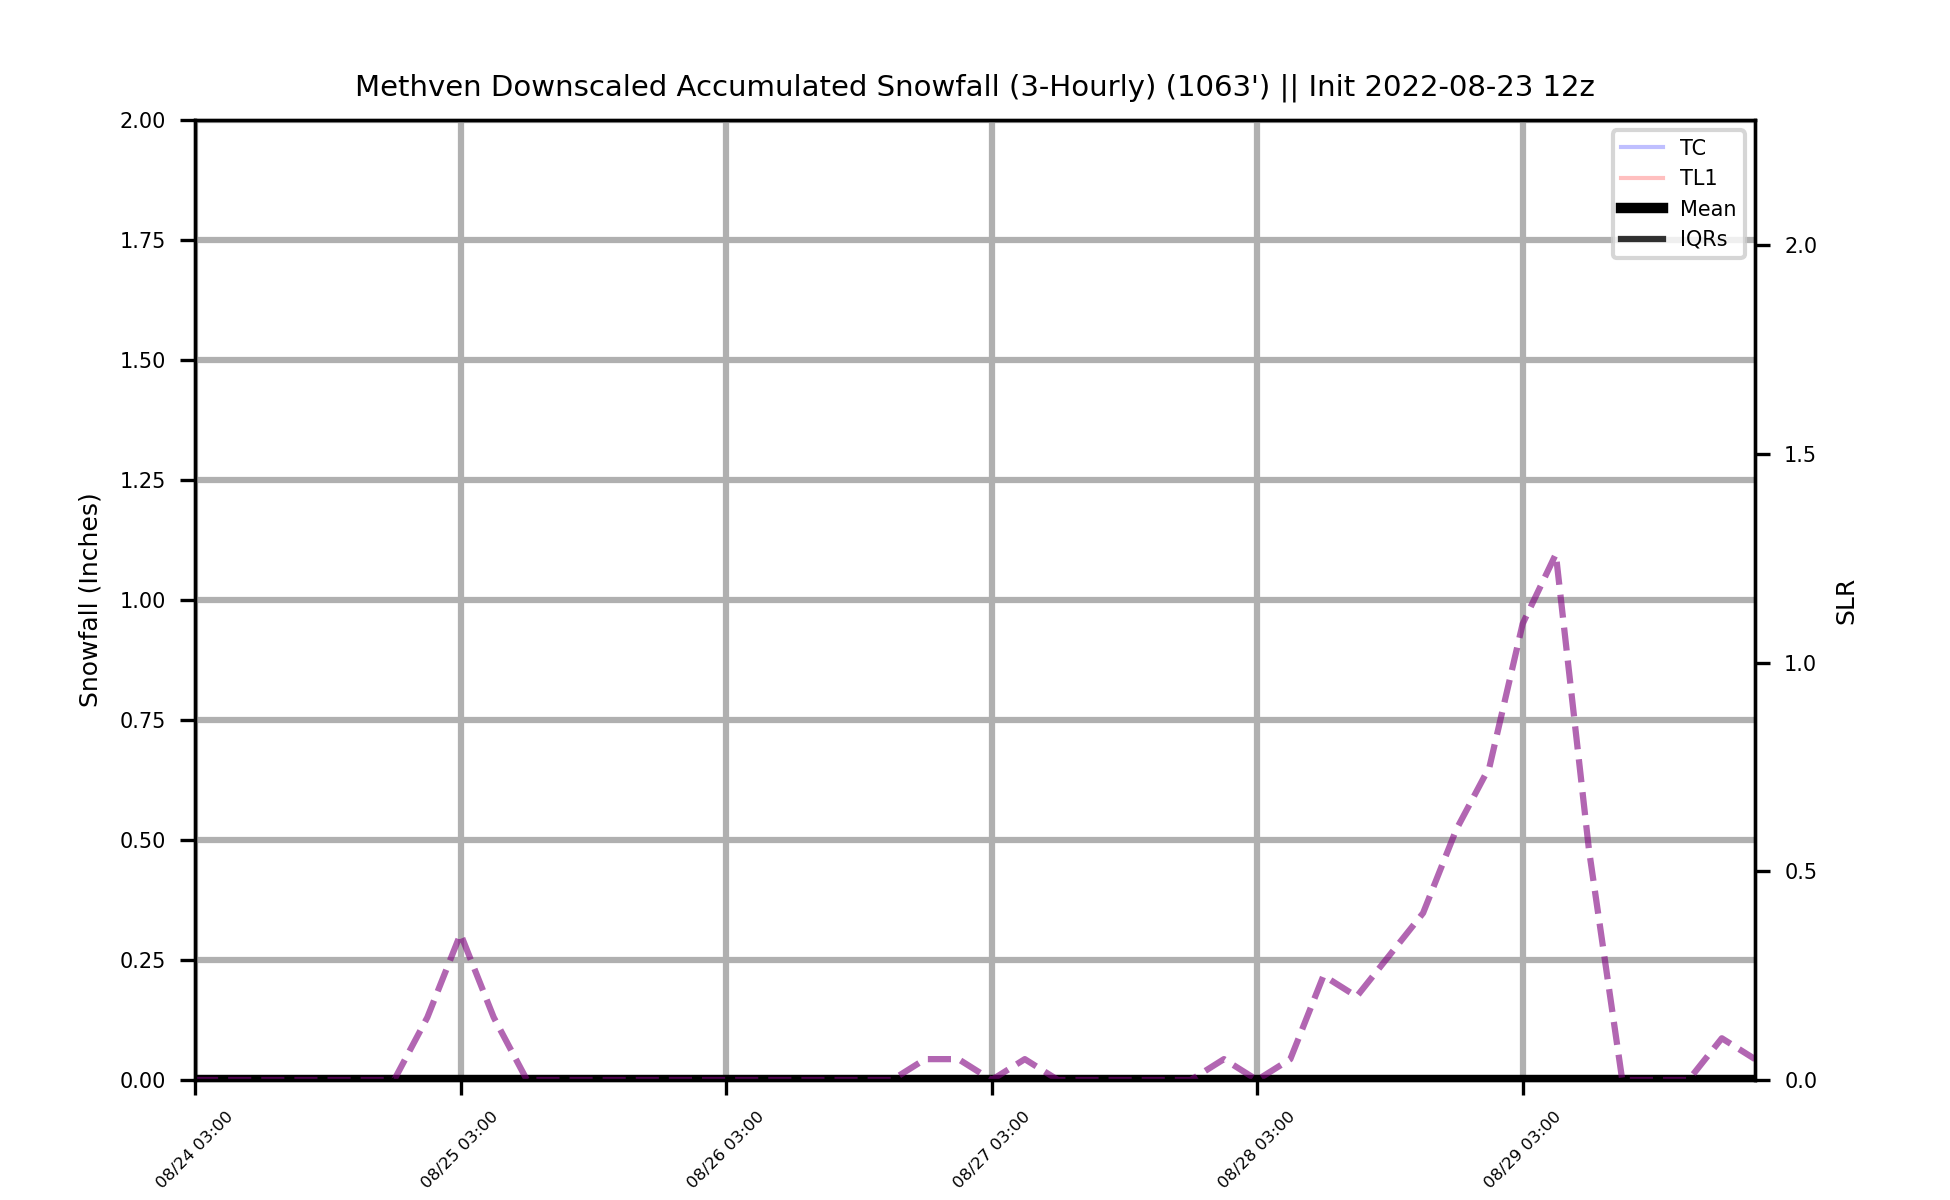 Methven Downscaled Accumulated Snowfall (3-Hourly) (1063') || Init 2022-08-23 12z
TC
TL1
Mean
IQRs
Snowfall (Inches)
2.00
1.75
1.50
1.25
1.00
0.75
0.50
0.25
0.00
2.0
1.5
1.0
0.5
0.0
SLR
08/24 03:00
08/25 03:00
08/26 03:00
08/27 03:00
08/28 03:00
08/29 03:00